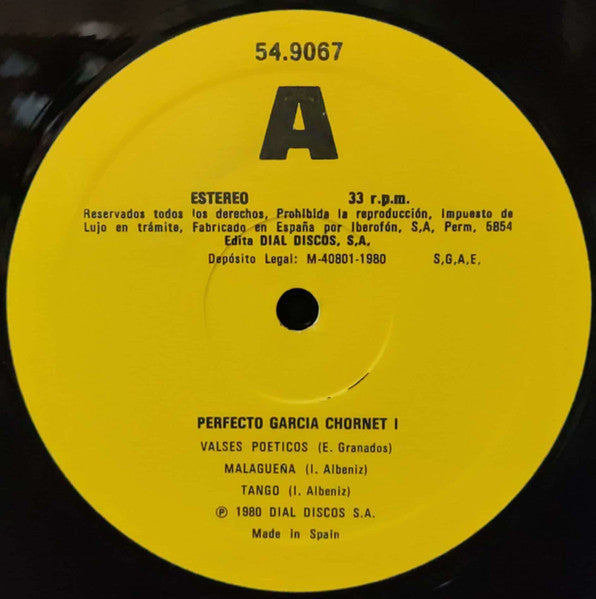 54.9067
A
ESTEREO 33 r.p.m.
Reservados todos los derechos, Prohibida la reproducción, Impuesto de
Lujo en trámite, Fabricado en España por Iberofón, S,A, Perm, 5854
Edita DIAL DISCOS, S,A,
Depósito Legal: M-40801-1980 S,G,A,E,
PERFECTO GARCIA CHORNET I
VALSES POETICOS (E. Granados)
MALAGUEÑA (I. Albeniz)
TANGO (I. Albeniz)
℗ 1980 DIAL DISCOS S.A.
Made in Spain